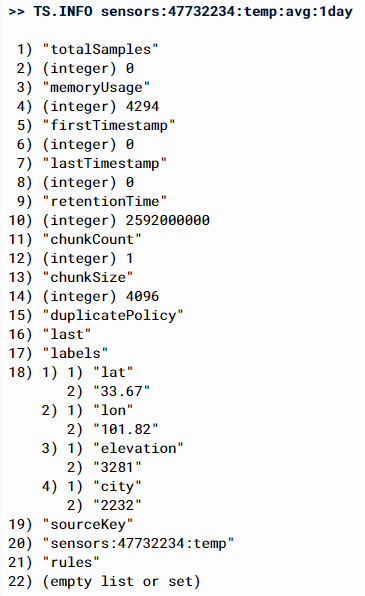 >> TS.INFO sensors:47732234:temp:avg:1day
1) "totalSamples"
2) (integer) 0
3) "memoryUsage"
4) (integer) 4294
5) "firstTimestamp"
6) (integer) 0
7) "lastTimestamp"
8) (integer) 0
9) "retentionTime"
10) (integer) 2592000000
11) "chunkCount"
12) (integer) 1
13) "chunkSize"
14) (integer) 4096
15) "duplicatePolicy"
16) "last"
17) "labels"
18) 1) 1) "lat"
2) "33.67"
2) 1) "lon"
2) "101.82"
3) 1) "elevation"
2) "3281"
4) 1) "city"
2) "2232"
19) "sourceKey"
20) "sensors:47732234:temp"
21) "rules"
22) (empty list or set)